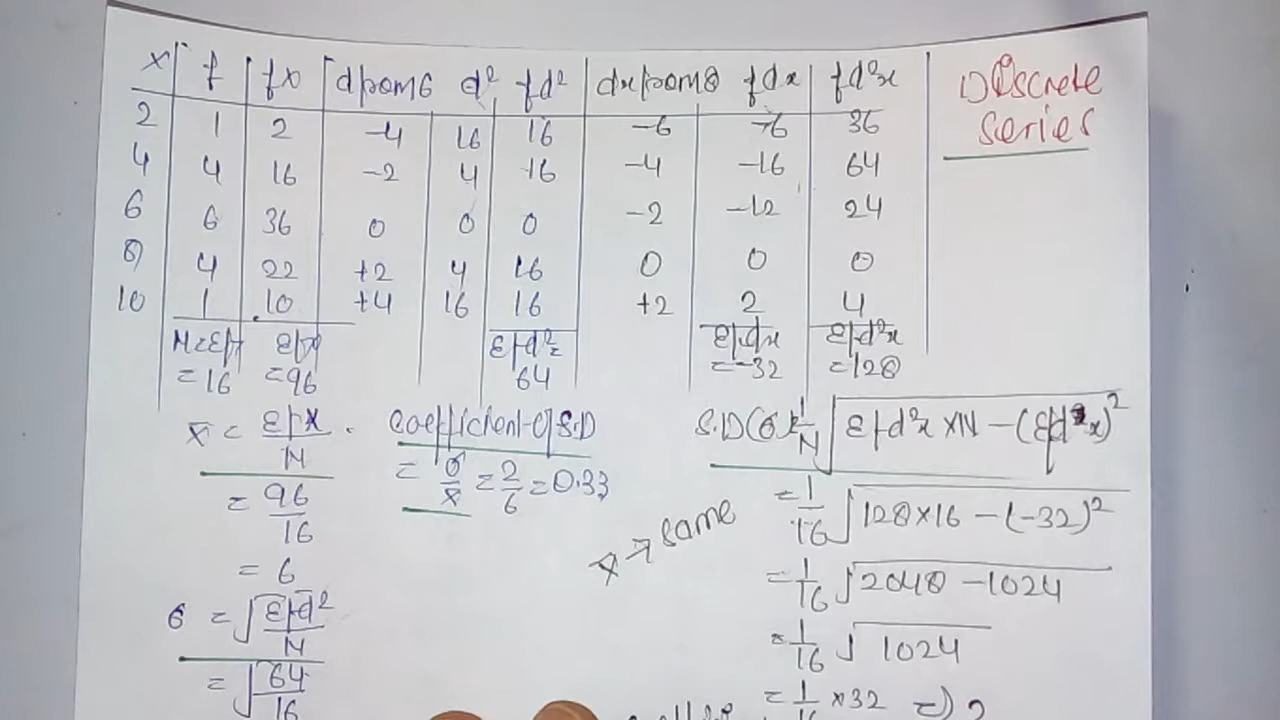 x f fx d from 6 d² fd² dx from 8 fdx fd²x
2 1 2 -4 16 16 -6 -6 36
4 4 16 -2 4 16 -4 -16 64
6 6 36 0 0 0 -2 -12 24
8 4 22 +2 4 16 0 0 0
10 1 10 +4 16 16 +2 2 4
N=Σf Σfx Σfd²= Σfdx Σfd²x
=16 =96 64 =-32 =128
Discrete
series
x̄ = Σfx/N
= 96/16
= 6
σ = √Σfd²/N
= √64/16
Coefficient of S.D
= σ/x̄ = 2/6 = 0.33
x̄ → same
S.D(σ) = 1/N √Σfd²x × N - (Σfdx)²
= 1/16 √128×16 - (-32)²
= 1/16 √2048 - 1024
= 1/16 √1024
= 1/16 × 32 ⇒ 2